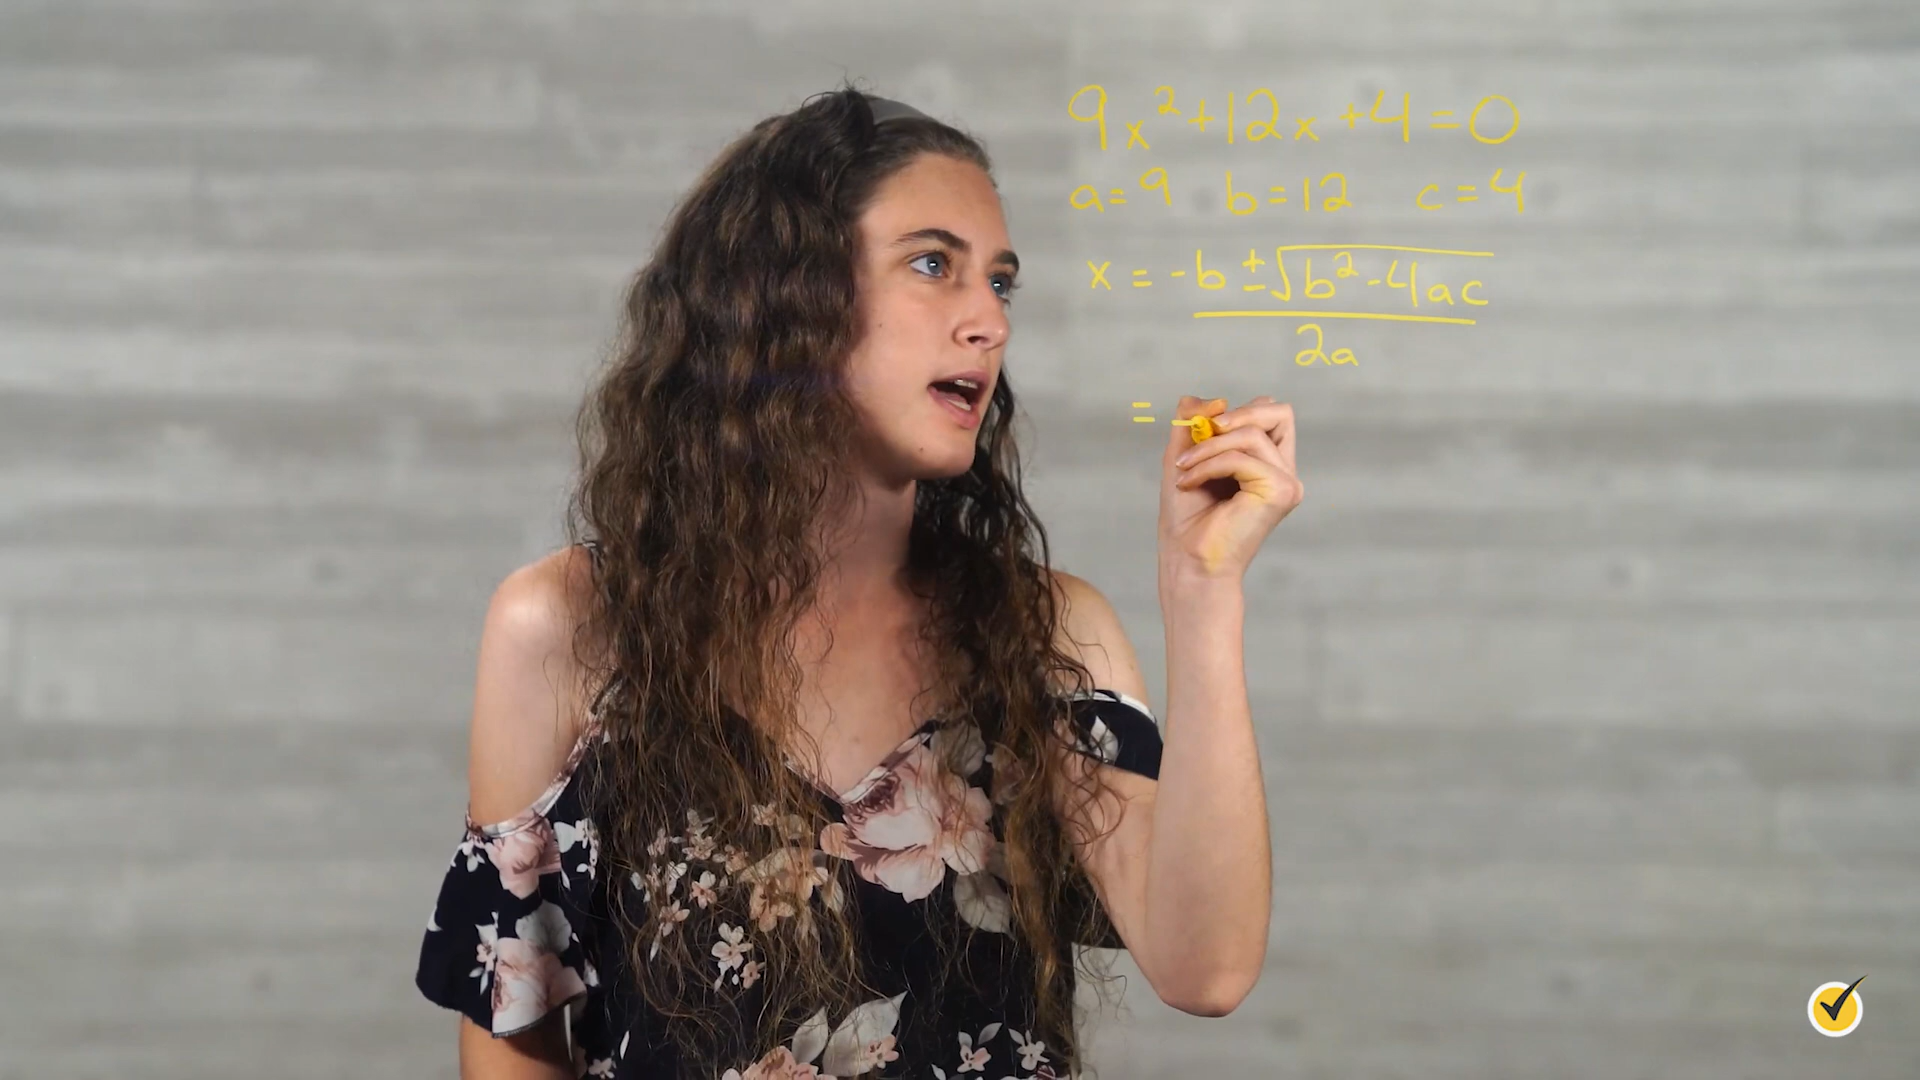 9x²+12x+4=0
a=9 b=12 c=4
x = -b ± √b²-4ac
2a
= -